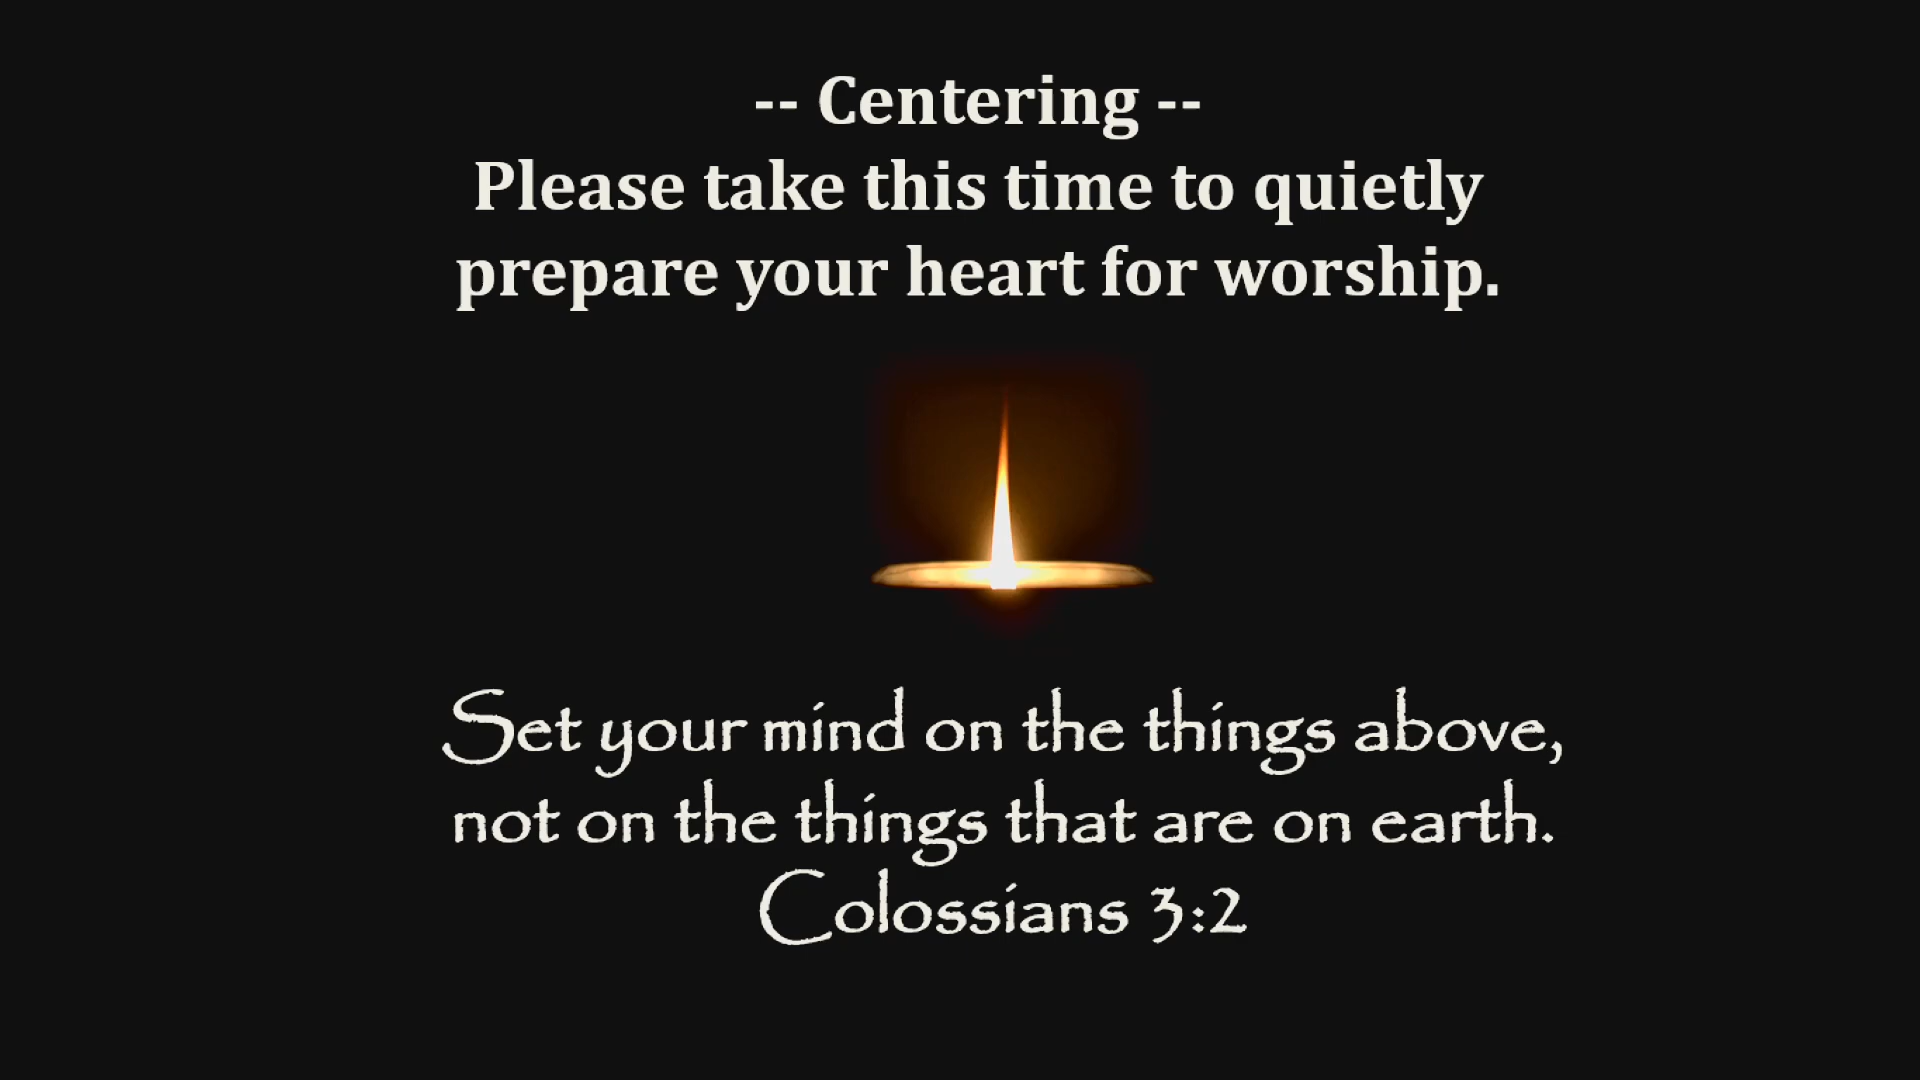 -- Centering --
Please take this time to quietly
prepare your heart for worship.
Set your mind on the things above,
not on the things that are on earth.
Colossians 3:2